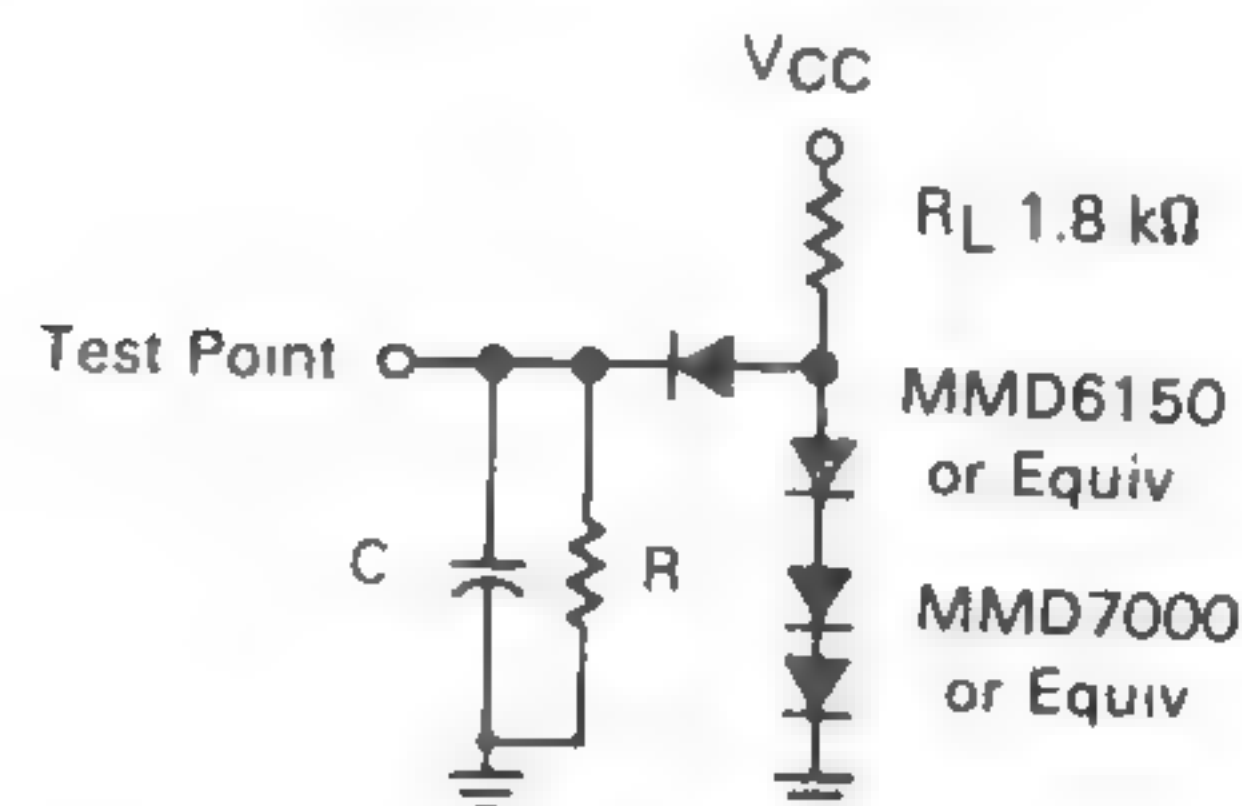 VCC
RL 1.8 kΩ
Test Point
MMD6150
or Equiv
C
R
MMD7000
or Equiv